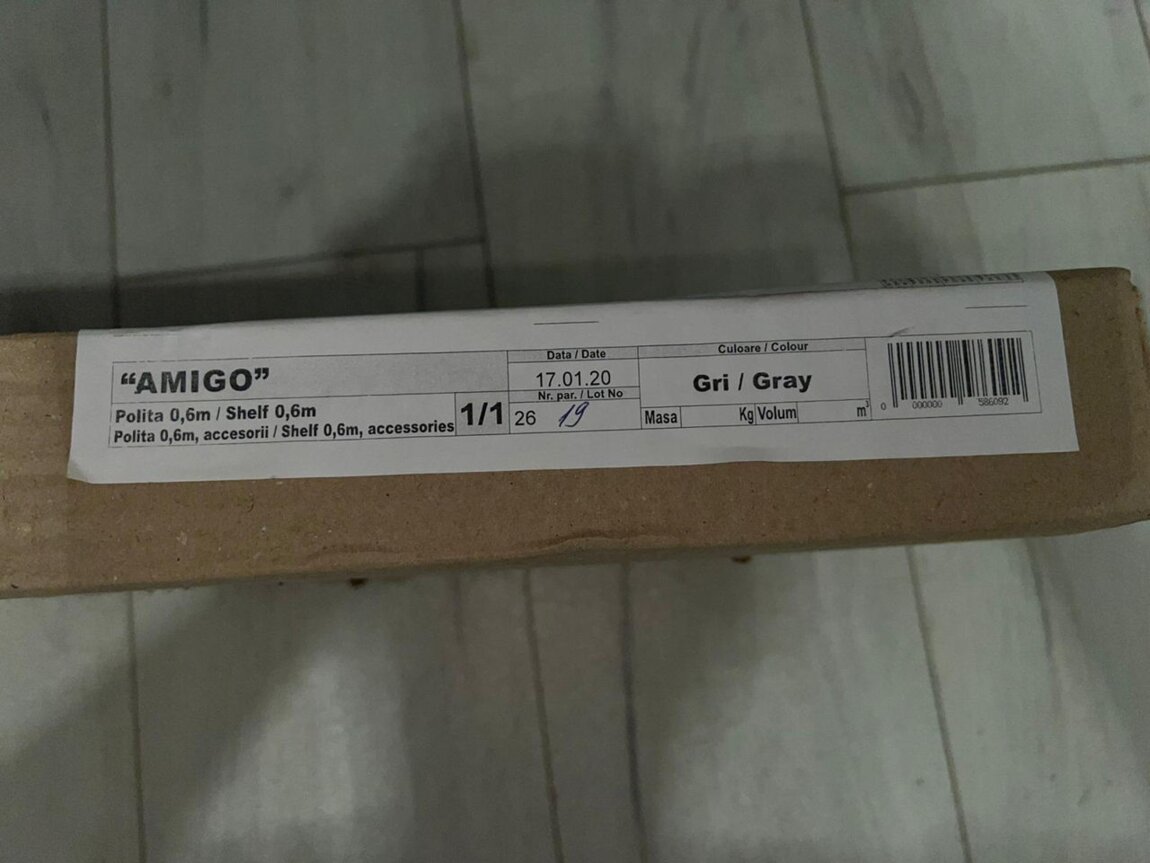 “AMIGO”
Polita 0,6m / Shelf 0,6m
Polita 0,6m, accesorii / Shelf 0,6m, accessories
1/1
Data / Date
17.01.20
Nr. par. / Lot No
26 19
Culoare / Colour
Gri / Gray
Masa Kg Volum m³
0 000000 586092